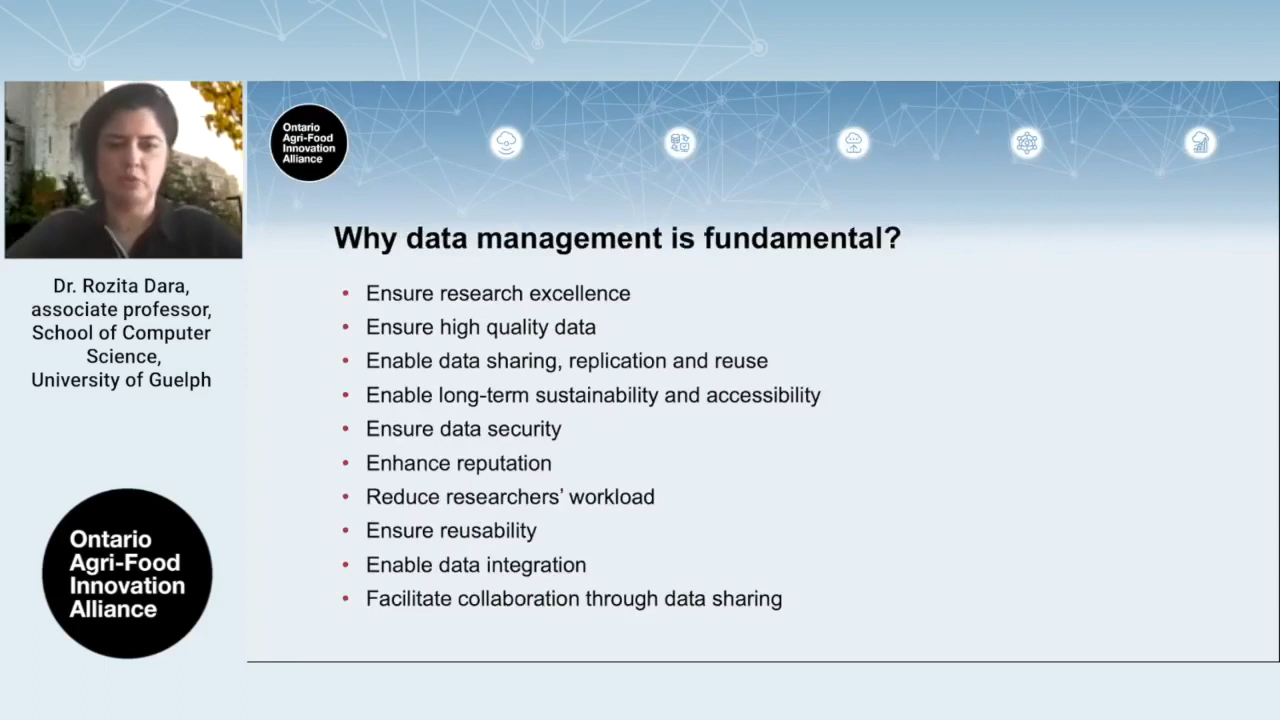 Ontario
Agri-Food
Innovation
Alliance
Why data management is fundamental?
• Ensure research excellence
• Ensure high quality data
• Enable data sharing, replication and reuse
• Enable long-term sustainability and accessibility
• Ensure data security
• Enhance reputation
• Reduce researchers’ workload
• Ensure reusability
• Enable data integration
• Facilitate collaboration through data sharing
Dr. Rozita Dara,
associate professor,
School of Computer
Science,
University of Guelph
Ontario
Agri-Food
Innovation
Alliance